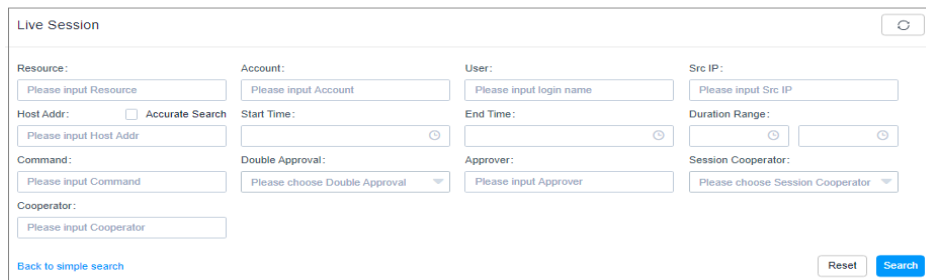 Live Session
Resource: Account: User: Src IP:
Please input Resource Please input Account Please input login name Please input Src IP
Host Addr: Accurate Search Start Time: End Time: Duration Range:
Please input Host Addr
Command: Double Approval: Approver: Session Cooperator:
Please input Command Please choose Double Approval Please input Approver Please choose Session Cooperator
Cooperator:
Please input Cooperator
Back to simple search Reset Search